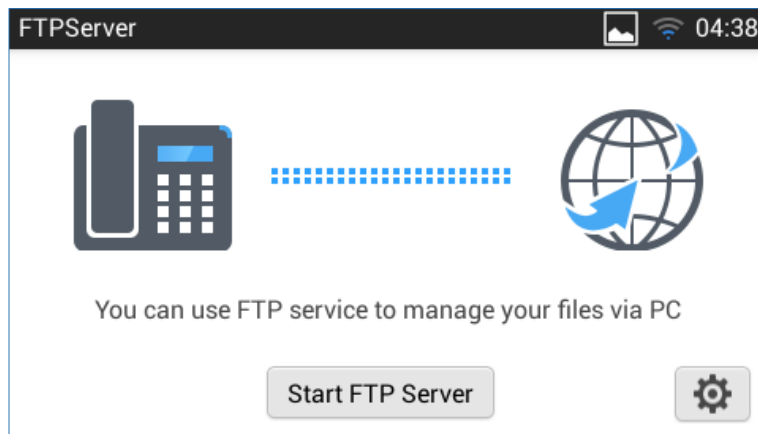 FTPServer 04:38
You can use FTP service to manage your files via PC
Start FTP Server